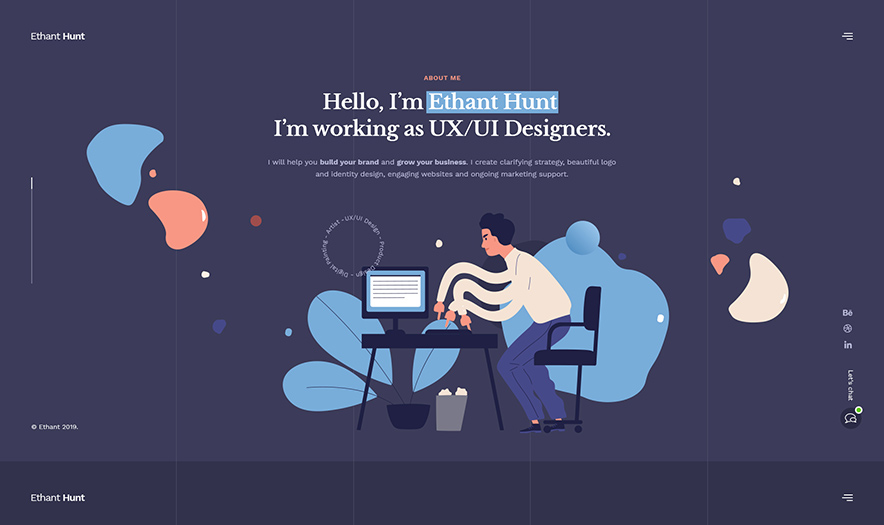 Ethant Hunt
ABOUT ME
Hello, I’m Ethant Hunt
I’m working as UX/UI Designers.
I will help you build your brand and grow your business. I create clarifying strategy, beautiful logo
and identity design, engaging websites and ongoing marketing support.
Artist - UX/UI Design - Product Design - Digital Painting -
Bē
in
Let's chat
© Ethant 2019.
Ethant Hunt